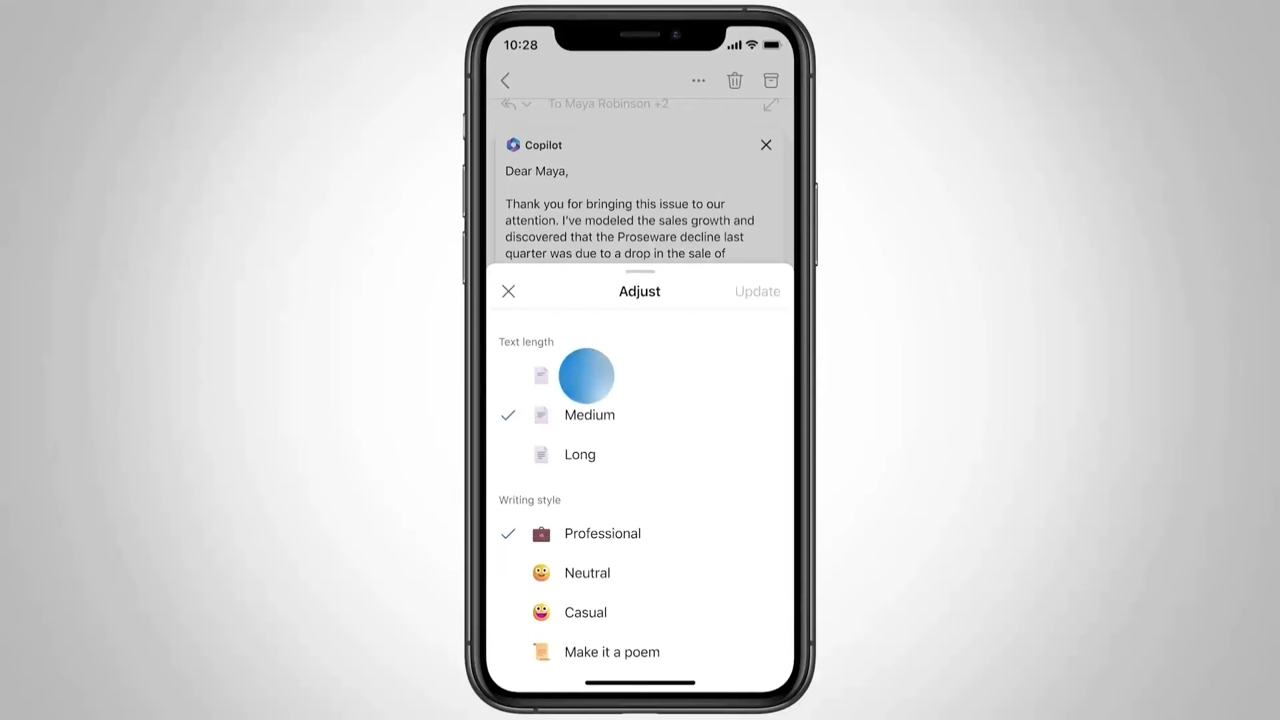 10:28
To Maya Robinson +2
Copilot
Dear Maya,
Thank you for bringing this issue to our
attention. I've modeled the sales growth and
discovered that the Proseware decline last
quarter was due to a drop in the sale of
Adjust
Update
Text length
Medium
Long
Writing style
Professional
Neutral
Casual
Make it a poem